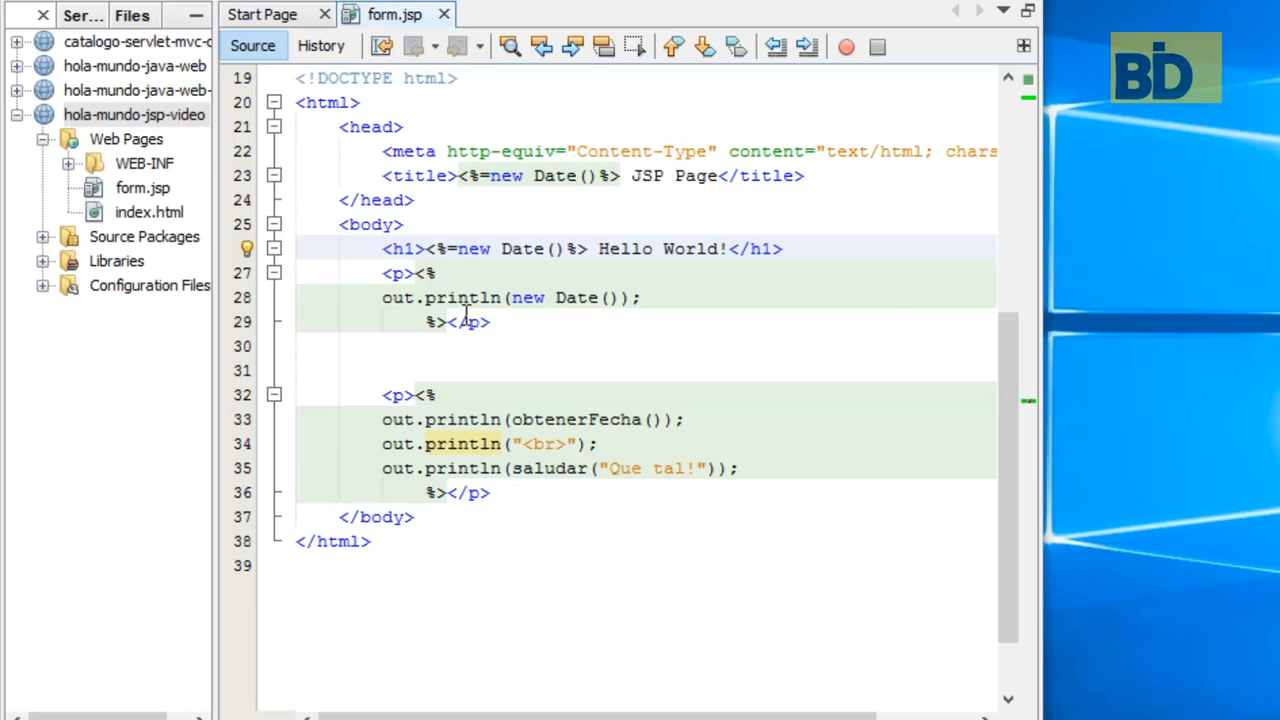 Ser... Files
Start Page form.jsp
Source History
catalogo-servlet-mvc-c
hola-mundo-java-web
hola-mundo-java-web-
hola-mundo-jsp-video
Web Pages
WEB-INF
form.jsp
index.html
Source Packages
Libraries
Configuration Files
19 <!DOCTYPE html>
20 <html>
21 <head>
22 <meta http-equiv="Content-Type" content="text/html; chars
23 <title><%=new Date()%> JSP Page</title>
24 </head>
25 <body>
<h1><%=new Date()%> Hello World!</h1>
27 <p><%
28 out.println(new Date());
29 %></p>
30
31
32 <p><%
33 out.println(obtenerFecha());
34 out.println("<br>");
35 out.println(saludar("Que tal!"));
36 %></p>
37 </body>
38 </html>
39
BD